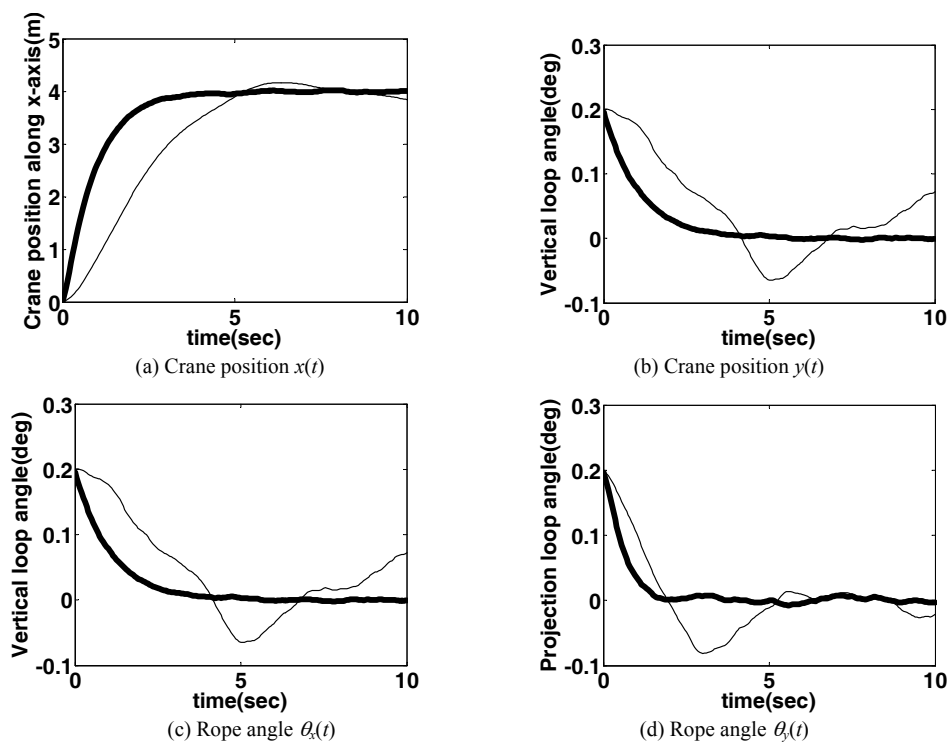 Crane position along x-axis(m)
5
4
3
2
1
0
0 5 10
time(sec)
(a) Crane position x(t)
Vertical loop angle(deg)
0.3
0.2
0.1
0
-0.1
0 5 10
time(sec)
(b) Crane position y(t)
Vertical loop angle(deg)
0.3
0.2
0.1
0
-0.1
0 5 10
time(sec)
(c) Rope angle θx(t)
Projection loop angle(deg)
0.3
0.2
0.1
0
-0.1
0 5 10
time(sec)
(d) Rope angle θy(t)